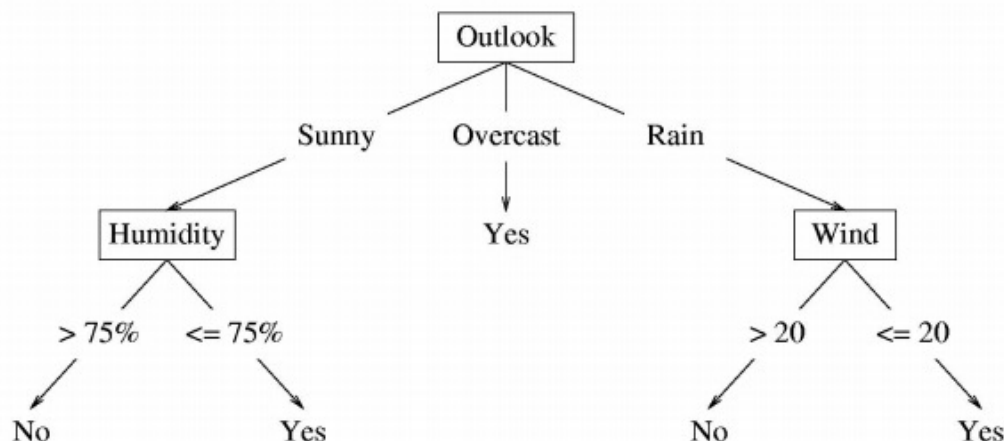 Outlook
Sunny Overcast Rain
Humidity Yes Wind
> 75% <= 75% > 20 <= 20
No Yes No Yes